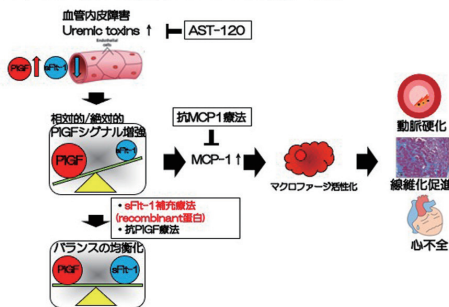 血管内皮障害
Uremic toxins ↑
AST-120
Endothelial
cells
PlGF
sFlt-1
相対的/絶対的
PlGFシグナル増強
PlGF
sFlt-1
抗MCP1療法
MCP-1 ↑
マクロファージ活性化
動脈硬化
線維化促進
心不全
・sFlt-1補充療法
(recombinant蛋白)
・抗PlGF療法
バランスの均衡化
PlGF
sFlt-1